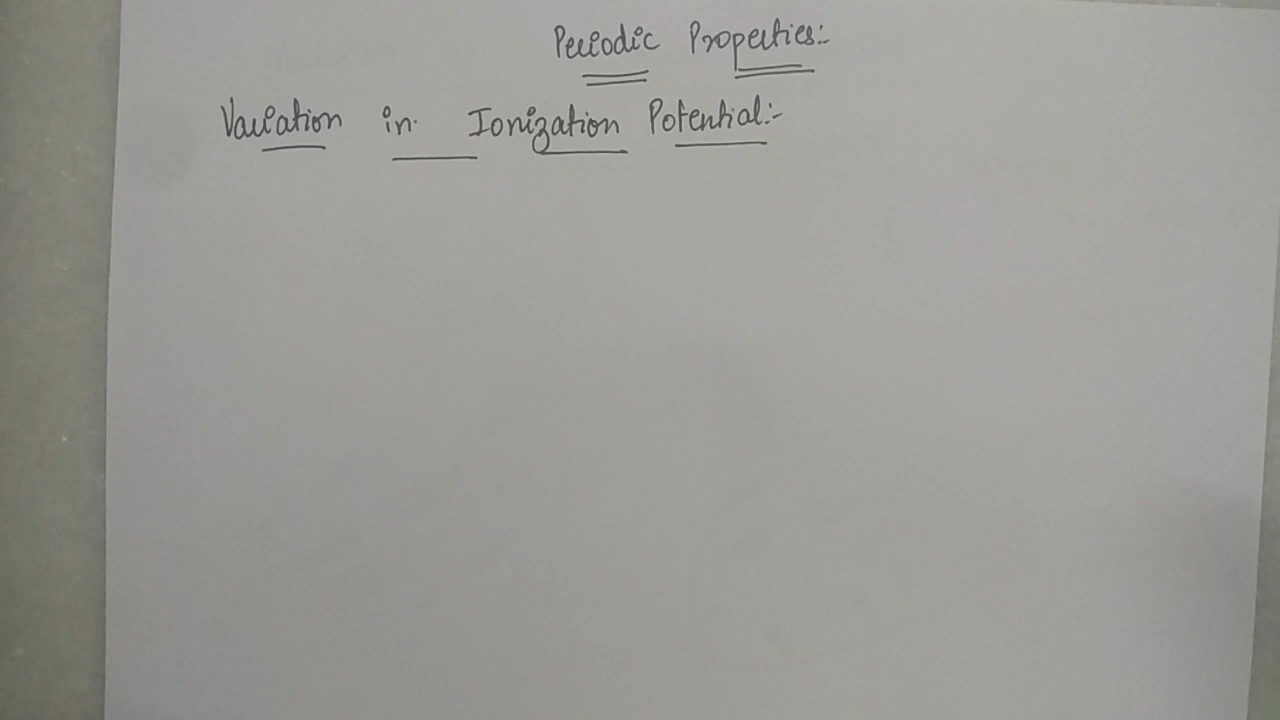 Periodic Properties:-
Variation in Ionization Potential:-